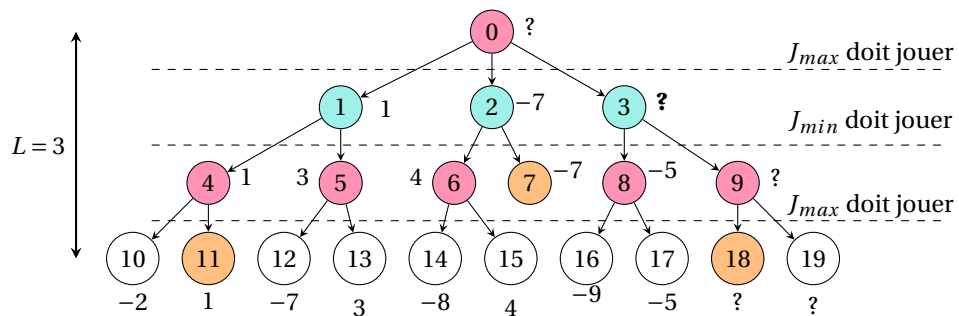 0 ?
J_max doit jouer
1 1 2 −7 3 ?
J_min doit jouer
L = 3
4 1 3 5 4 6 7 −7 8 −5 9 ?
J_max doit jouer
10 11 12 13 14 15 16 17 18 19
−2 1 −7 3 −8 4 −9 −5 ? ?